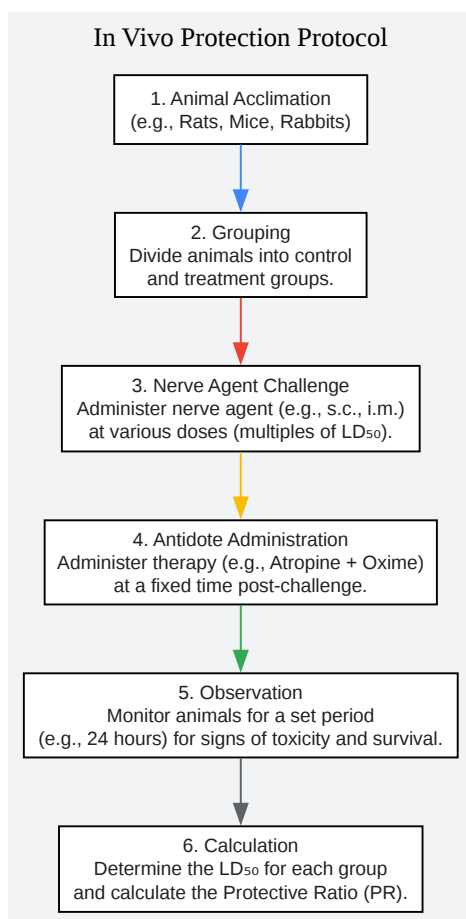 In Vivo Protection Protocol
1. Animal Acclimation
(e.g., Rats, Mice, Rabbits)
2. Grouping
Divide animals into control
and treatment groups.
3. Nerve Agent Challenge
Administer nerve agent (e.g., s.c., i.m.)
at various doses (multiples of LD₅₀).
4. Antidote Administration
Administer therapy (e.g., Atropine + Oxime)
at a fixed time post-challenge.
5. Observation
Monitor animals for a set period
(e.g., 24 hours) for signs of toxicity and survival.
6. Calculation
Determine the LD₅₀ for each group
and calculate the Protective Ratio (PR).